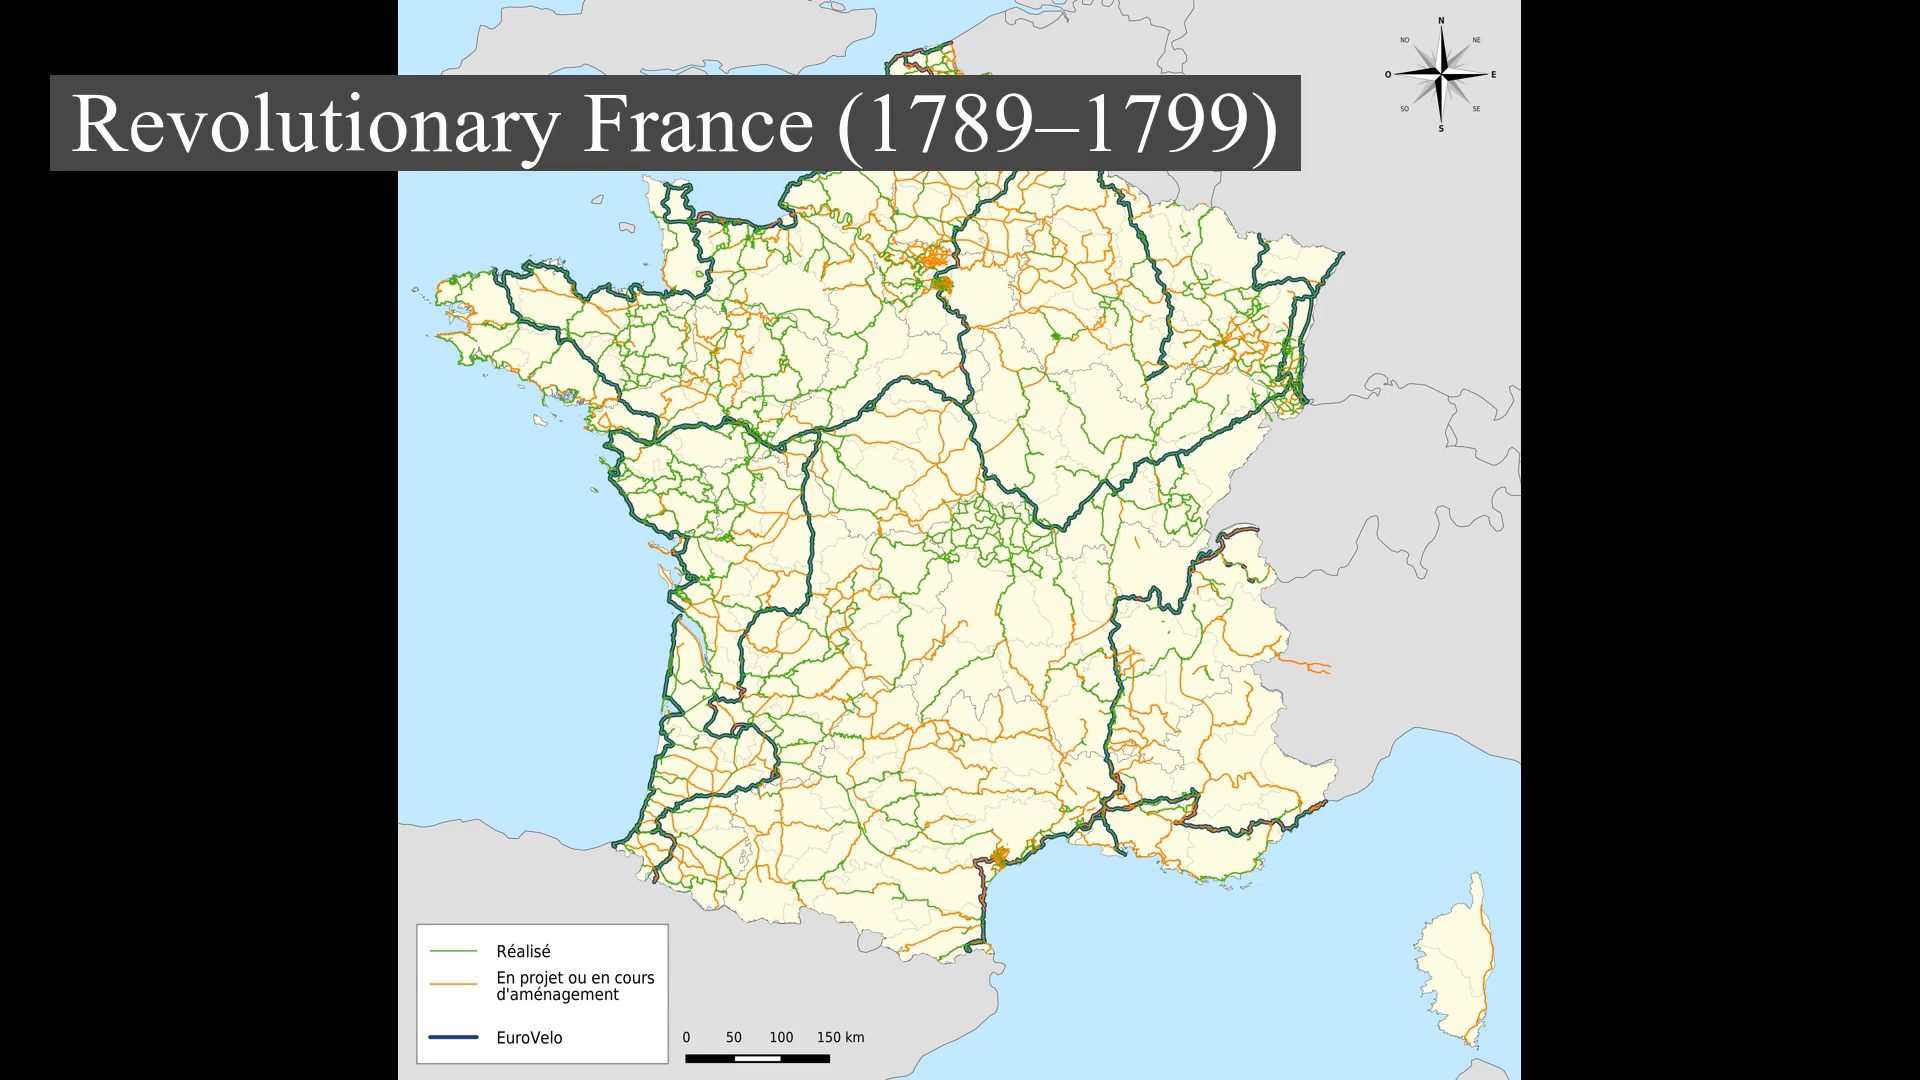 Revolutionary France (1789–1799)
N
NO
NE
O
E
SO
SE
S
Réalisé
En projet ou en cours
d'aménagement
EuroVelo
0 50 100 150 km